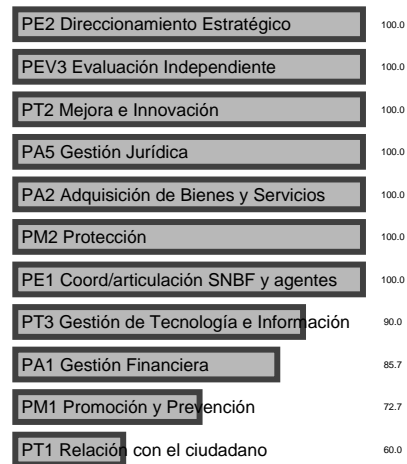 PE2 Direccionamiento Estratégico 100.0
PEV3 Evaluación Independiente 100.0
PT2 Mejora e Innovación 100.0
PA5 Gestión Jurídica 100.0
PA2 Adquisición de Bienes y Servicios 100.0
PM2 Protección 100.0
PE1 Coord/articulación SNBF y agentes 100.0
PT3 Gestión de Tecnología e Información 90.0
PA1 Gestión Financiera 85.7
PM1 Promoción y Prevención 72.7
PT1 Relación con el ciudadano 60.0